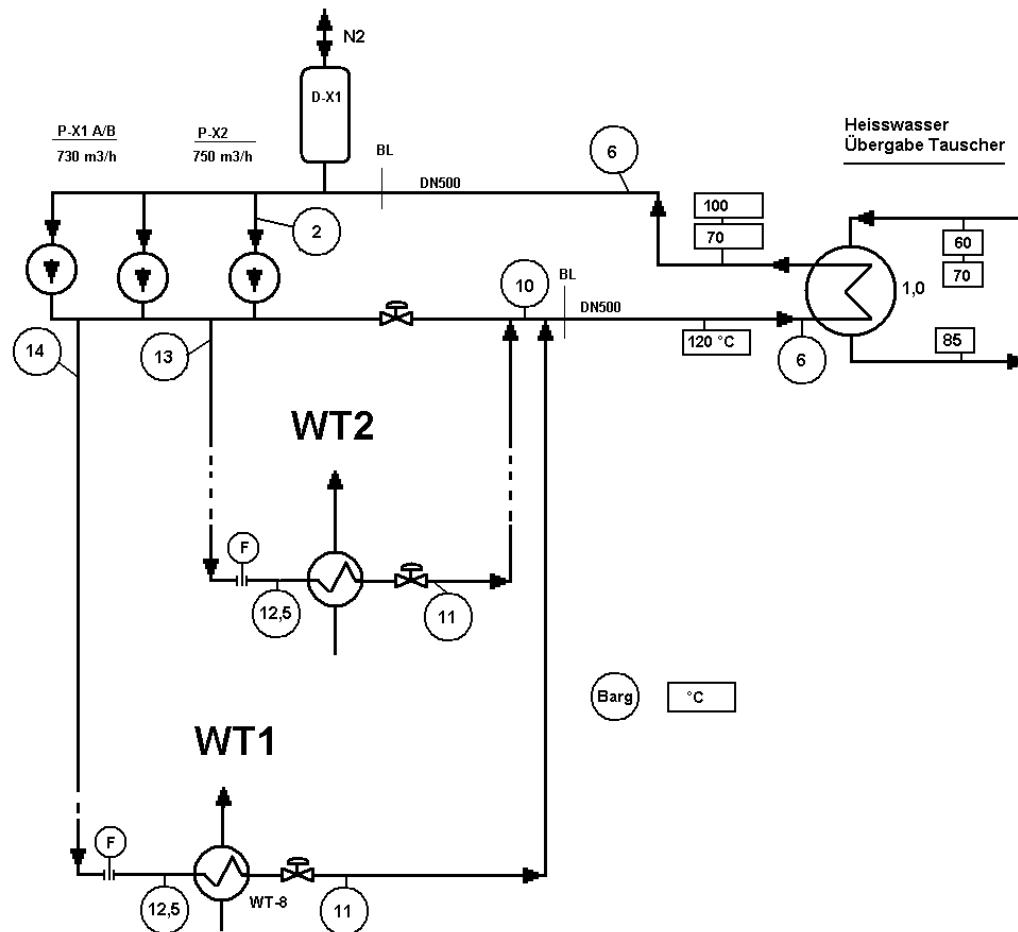 N2
D-X1
P-X1 A/B
730 m3/h
P-X2
750 m3/h
BL
DN500
6
Heisswasser
Übergabe Tauscher
100
70
60
70
2
1,0
10
BL
DN500
14
13
120 °C
6
85
WT2
F
12,5
11
Barg
°C
WT1
F
12,5
WT-8
11